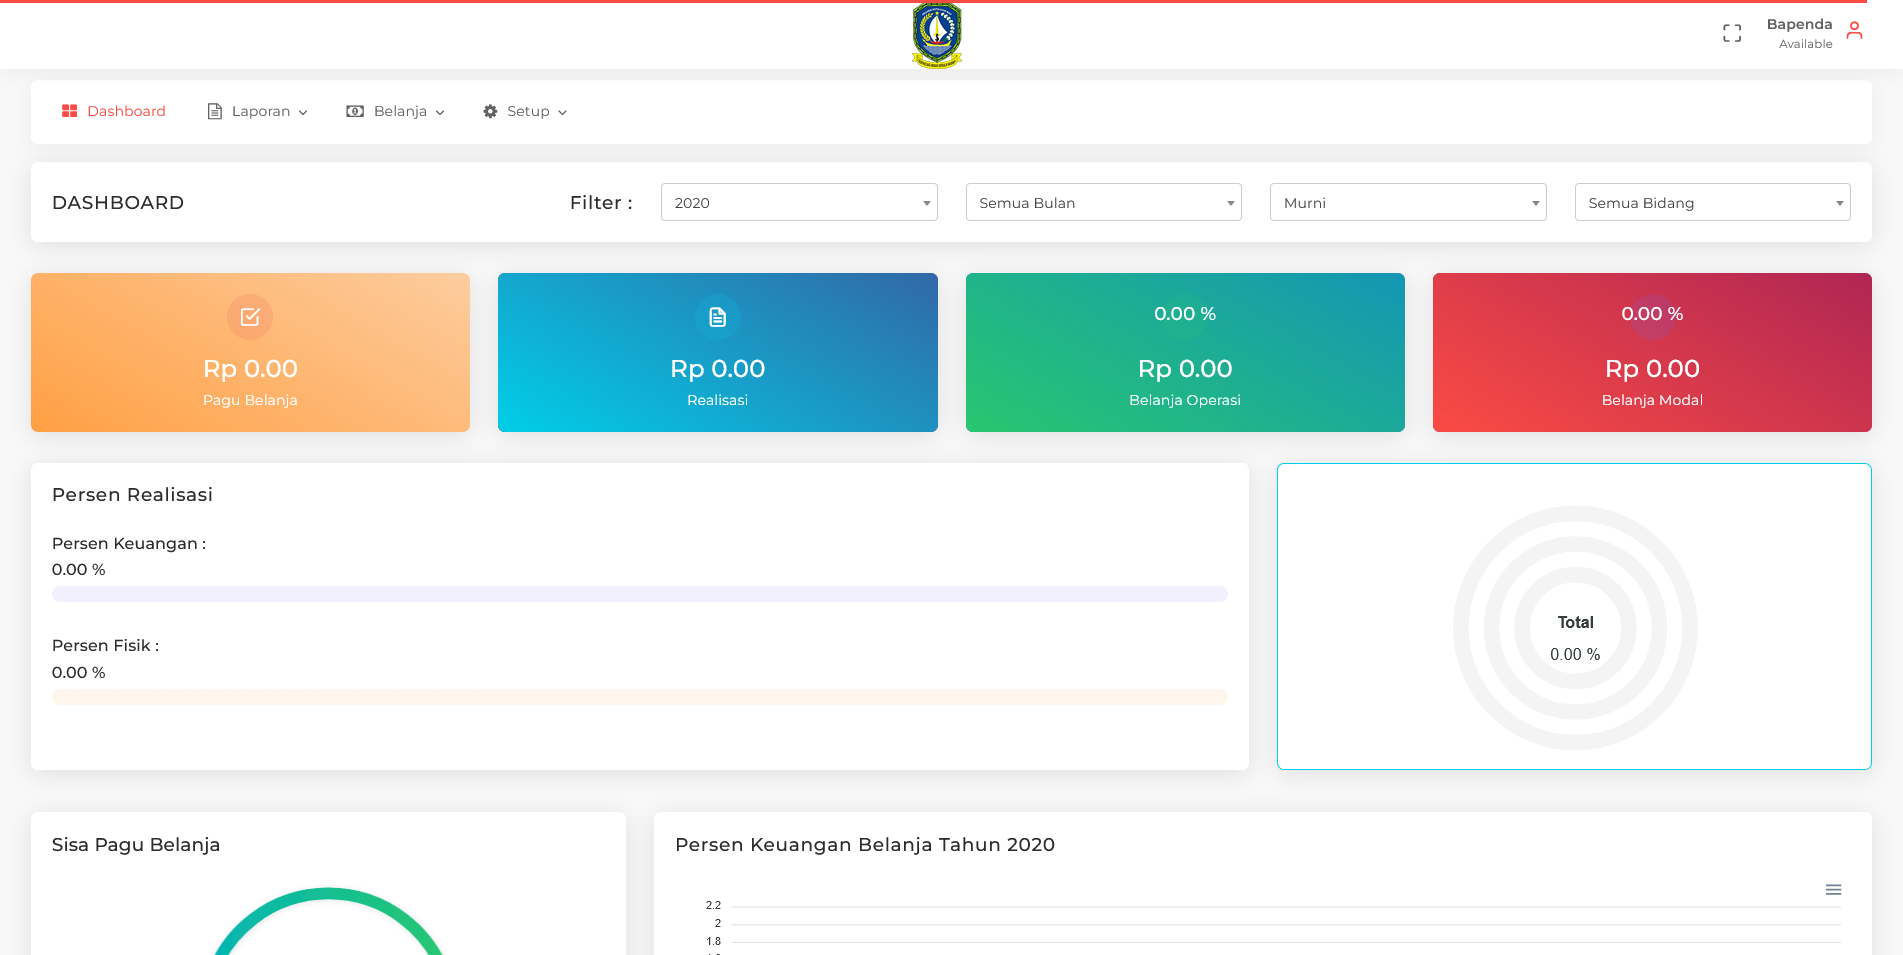 Bapenda
Available
Dashboard
Laporan
Belanja
Setup
DASHBOARD
Filter :
2020
Semua Bulan
Murni
Semua Bidang
Rp 0.00
Pagu Belanja
Rp 0.00
Realisasi
0.00 %
Rp 0.00
Belanja Operasi
0.00 %
Rp 0.00
Belanja Modal
Persen Realisasi
Persen Keuangan :
0.00 %
Persen Fisik :
0.00 %
Total
0.00 %
Sisa Pagu Belanja
Persen Keuangan Belanja Tahun 2020
2.2
2
1.8